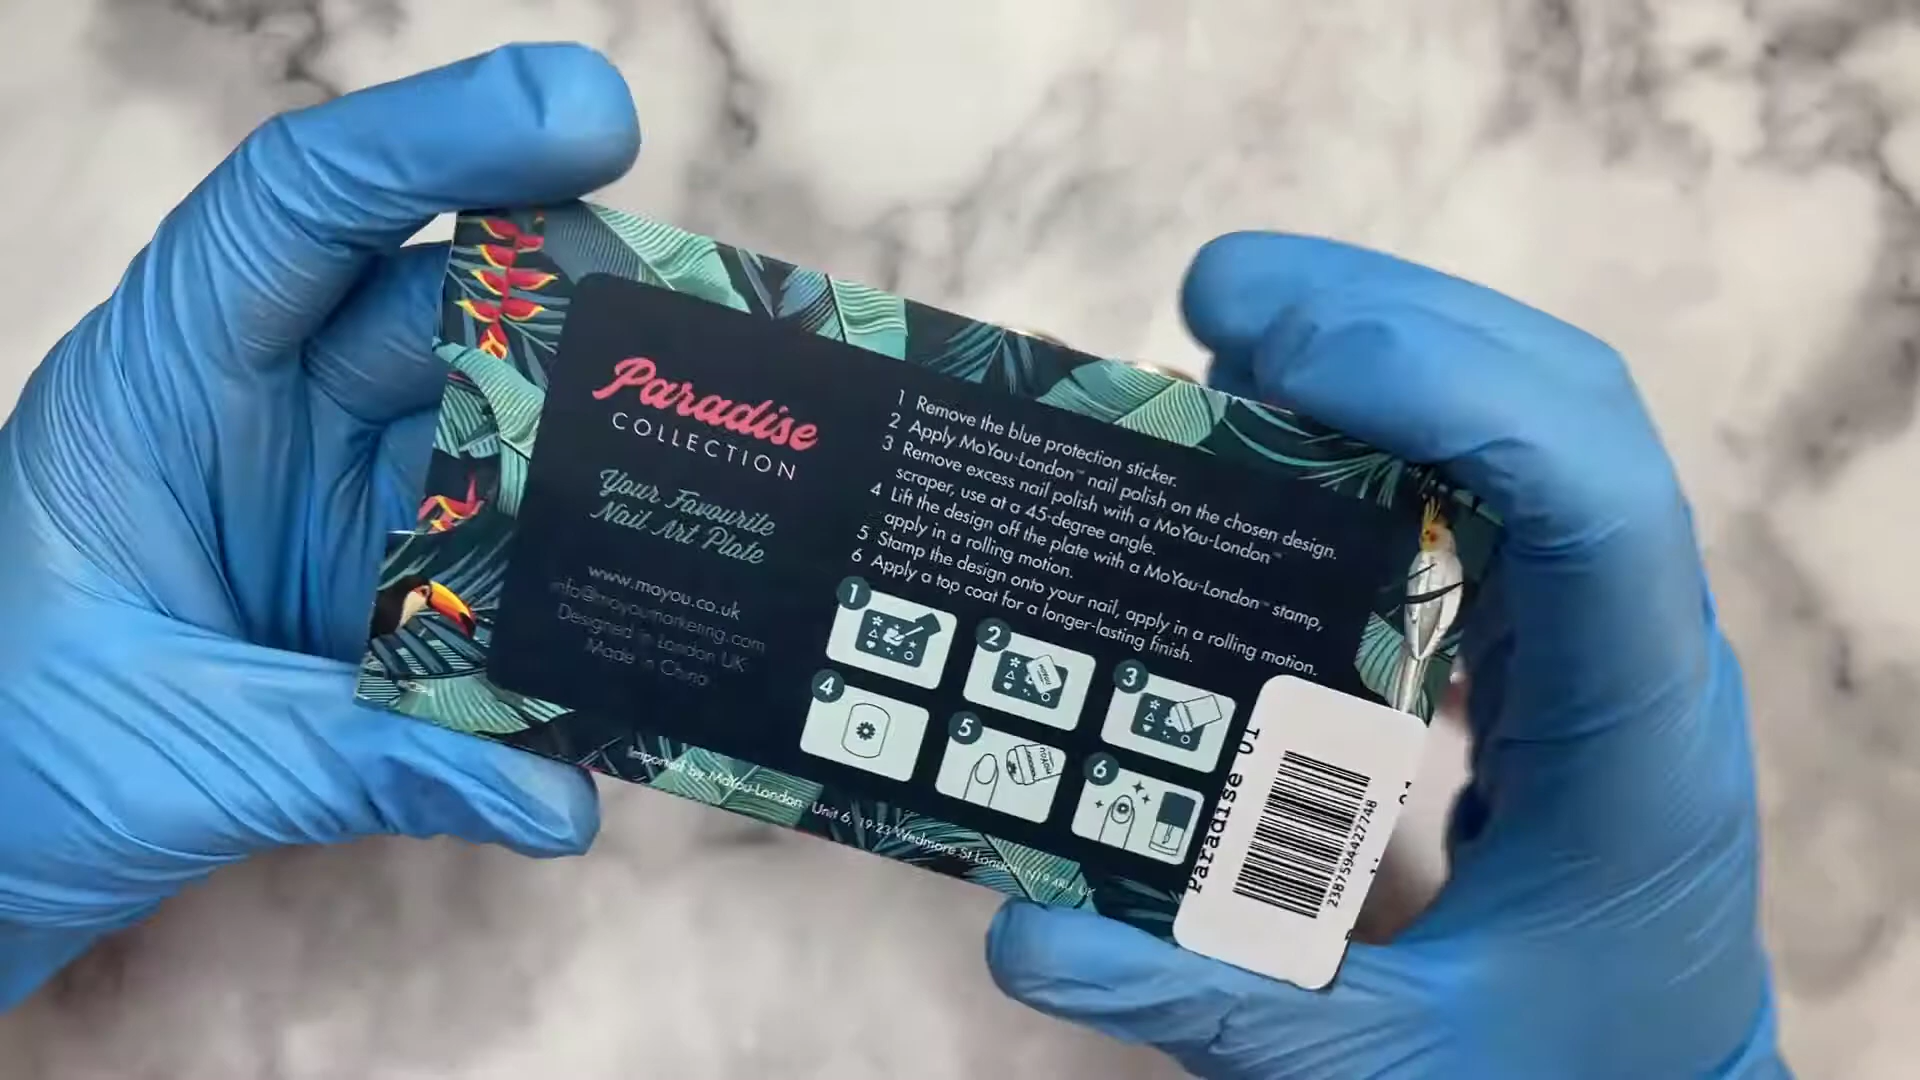 Paradise
COLLECTION
Your Favourite
Nail Art Plate
www.moyou.co.uk
info@moyoumarketing.com
Designed in London UK
Made in China
1 Remove the blue protection sticker.
2 Apply MoYou-London™ nail polish on the chosen design.
3 Remove excess nail polish with a MoYou-London™
scraper, use at a 45-degree angle.
4 Lift the design off the plate with a MoYou-London™ stamp,
apply in a rolling motion.
5 Stamp the design onto your nail, apply in a rolling motion.
6 Apply a top coat for a longer-lasting finish.
1
2
3
4
5
6
Imported by MoYou-London Unit 6, 19-23 Wedmore St London N19 4RU UK
Paradise 01
2387594427748